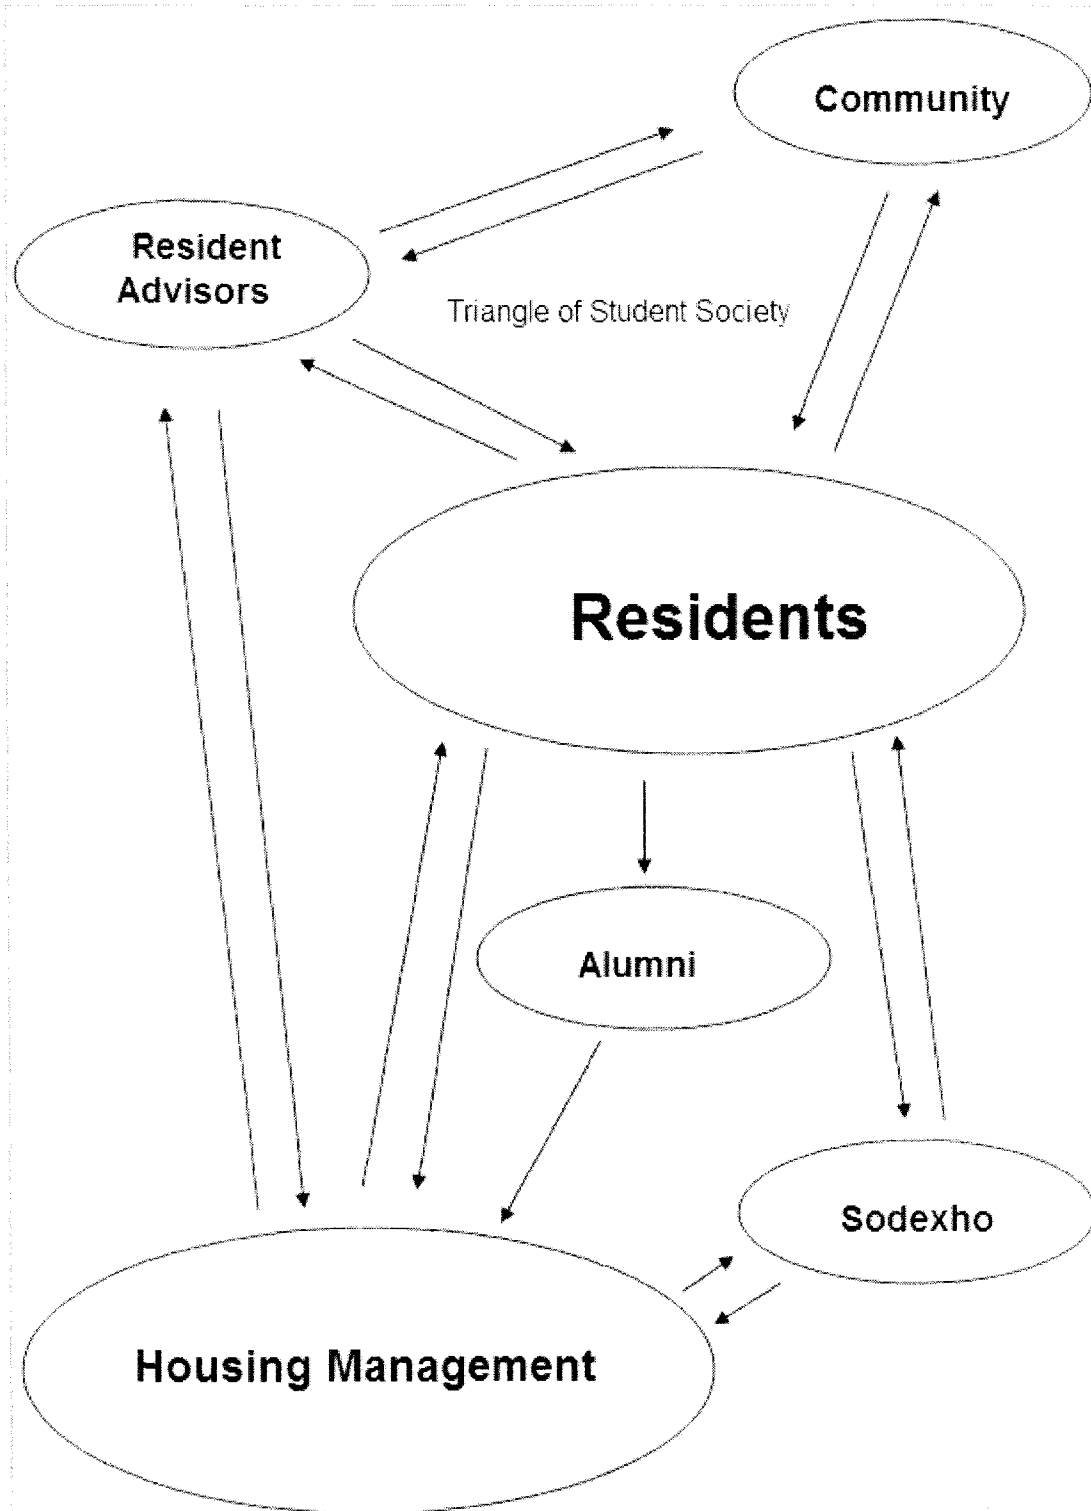 Community
Resident
Advisors
Triangle of Student Society
Residents
Alumni
Sodexho
Housing Management